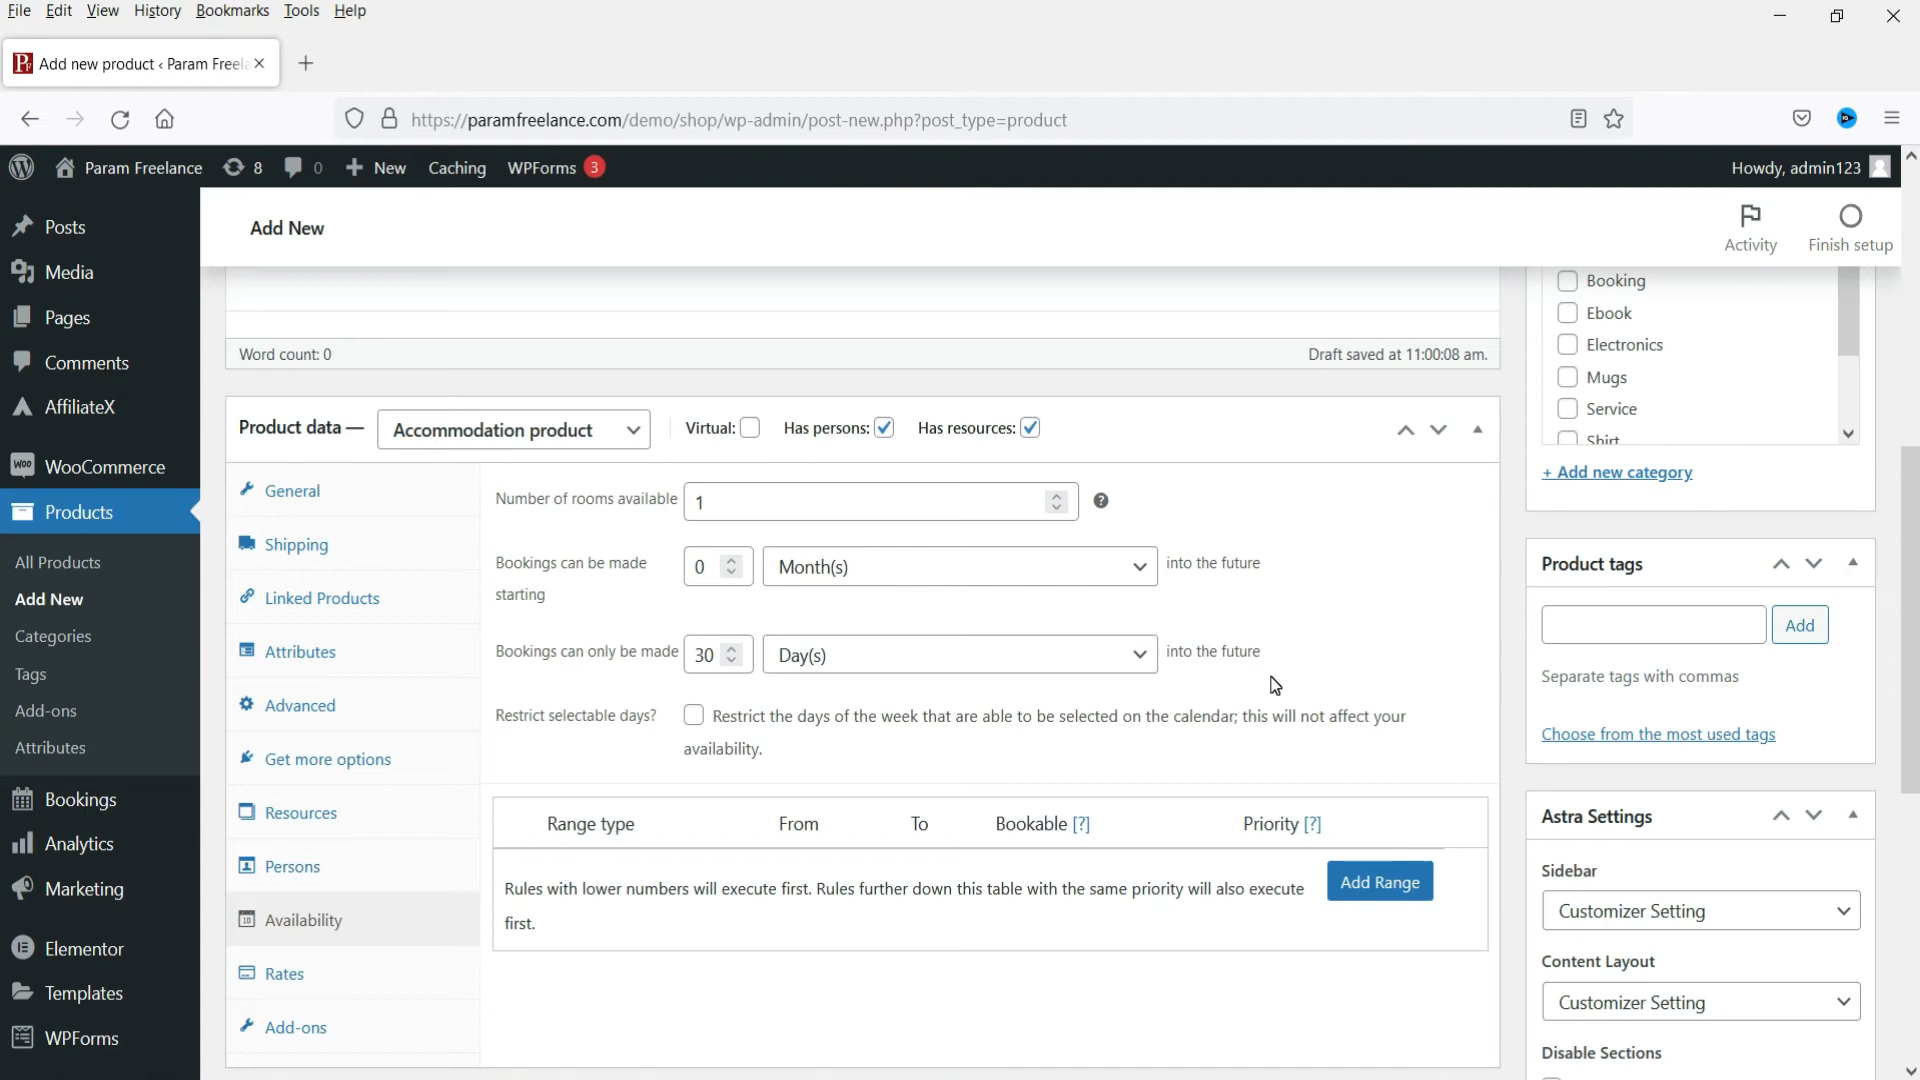 File Edit View History Bookmarks Tools Help
Add new product ‹ Param Freela
https://paramfreelance.com/demo/shop/wp-admin/post-new.php?post_type=product
Param Freelance 8 0 New Caching WPForms 3 Howdy, admin123
Posts
Media
Pages
Comments
AffiliateX
WooCommerce
Products
All Products
Add New
Categories
Tags
Add-ons
Attributes
Bookings
Analytics
Marketing
Elementor
Templates
WPForms
Add New
Activity
Finish setup
Word count: 0
Draft saved at 11:00:08 am.
Product data —
Accommodation product
Virtual:
Has persons:
Has resources:
General
Shipping
Linked Products
Attributes
Advanced
Get more options
Resources
Persons
Availability
Rates
Add-ons
Number of rooms available 1
Bookings can be made
starting
0 Month(s) into the future
Bookings can only be made 30 Day(s) into the future
Restrict selectable days? Restrict the days of the week that are able to be selected on the calendar; this will not affect your
availability.
Range type From To Bookable [?] Priority [?]
Rules with lower numbers will execute first. Rules further down this table with the same priority will also execute
first.
Add Range
Booking
Ebook
Electronics
Mugs
Service
Shirt
+ Add new category
Product tags
Add
Separate tags with commas
Choose from the most used tags
Astra Settings
Sidebar
Customizer Setting
Content Layout
Customizer Setting
Disable Sections